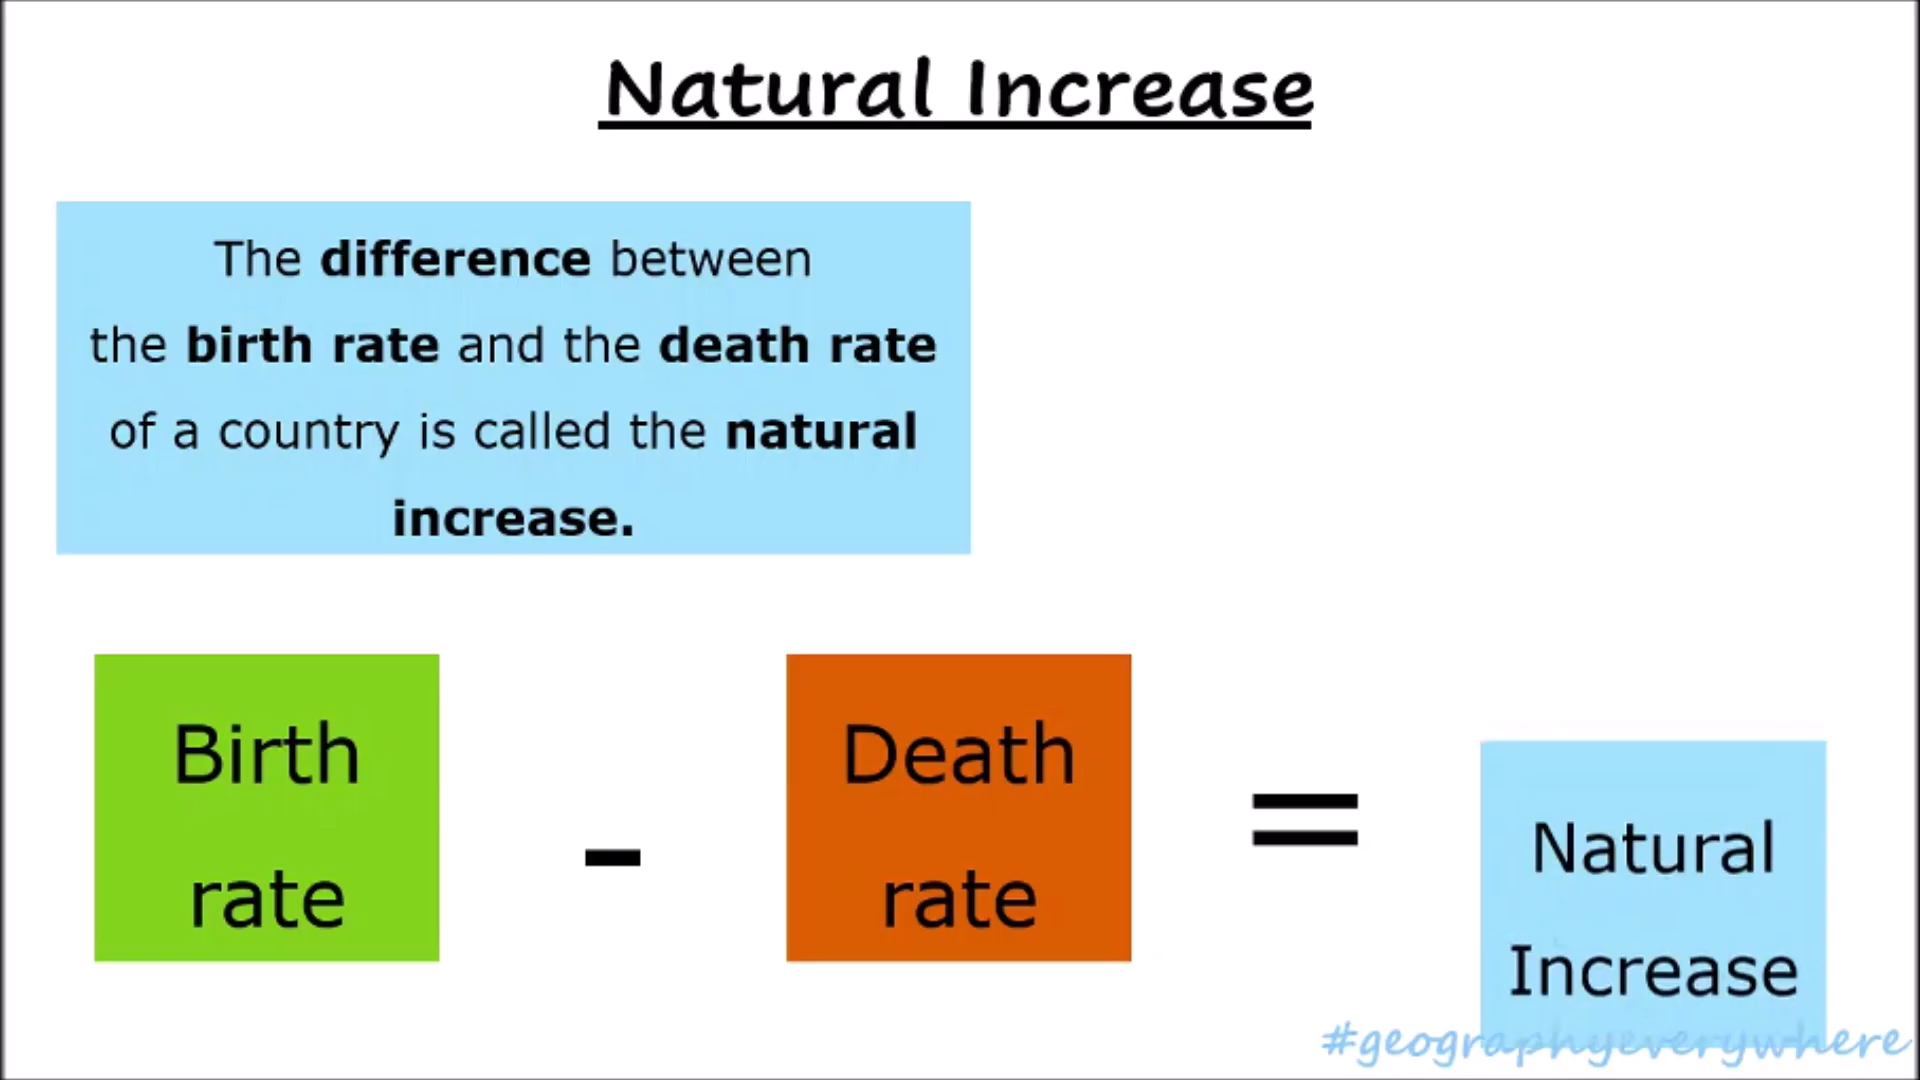 Natural Increase
The difference between
the birth rate and the death rate
of a country is called the natural
increase.
Birth
rate
-
Death
rate
=
Natural
Increase
#geographyeverywhere